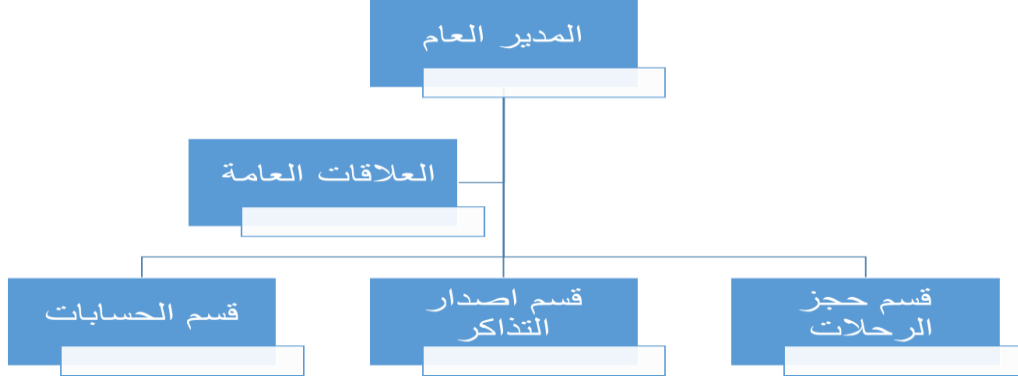 المدير العام
العلاقات العامة
قسم حجز
الرحلات
قسم اصدار
التذاكر
قسم الحسابات